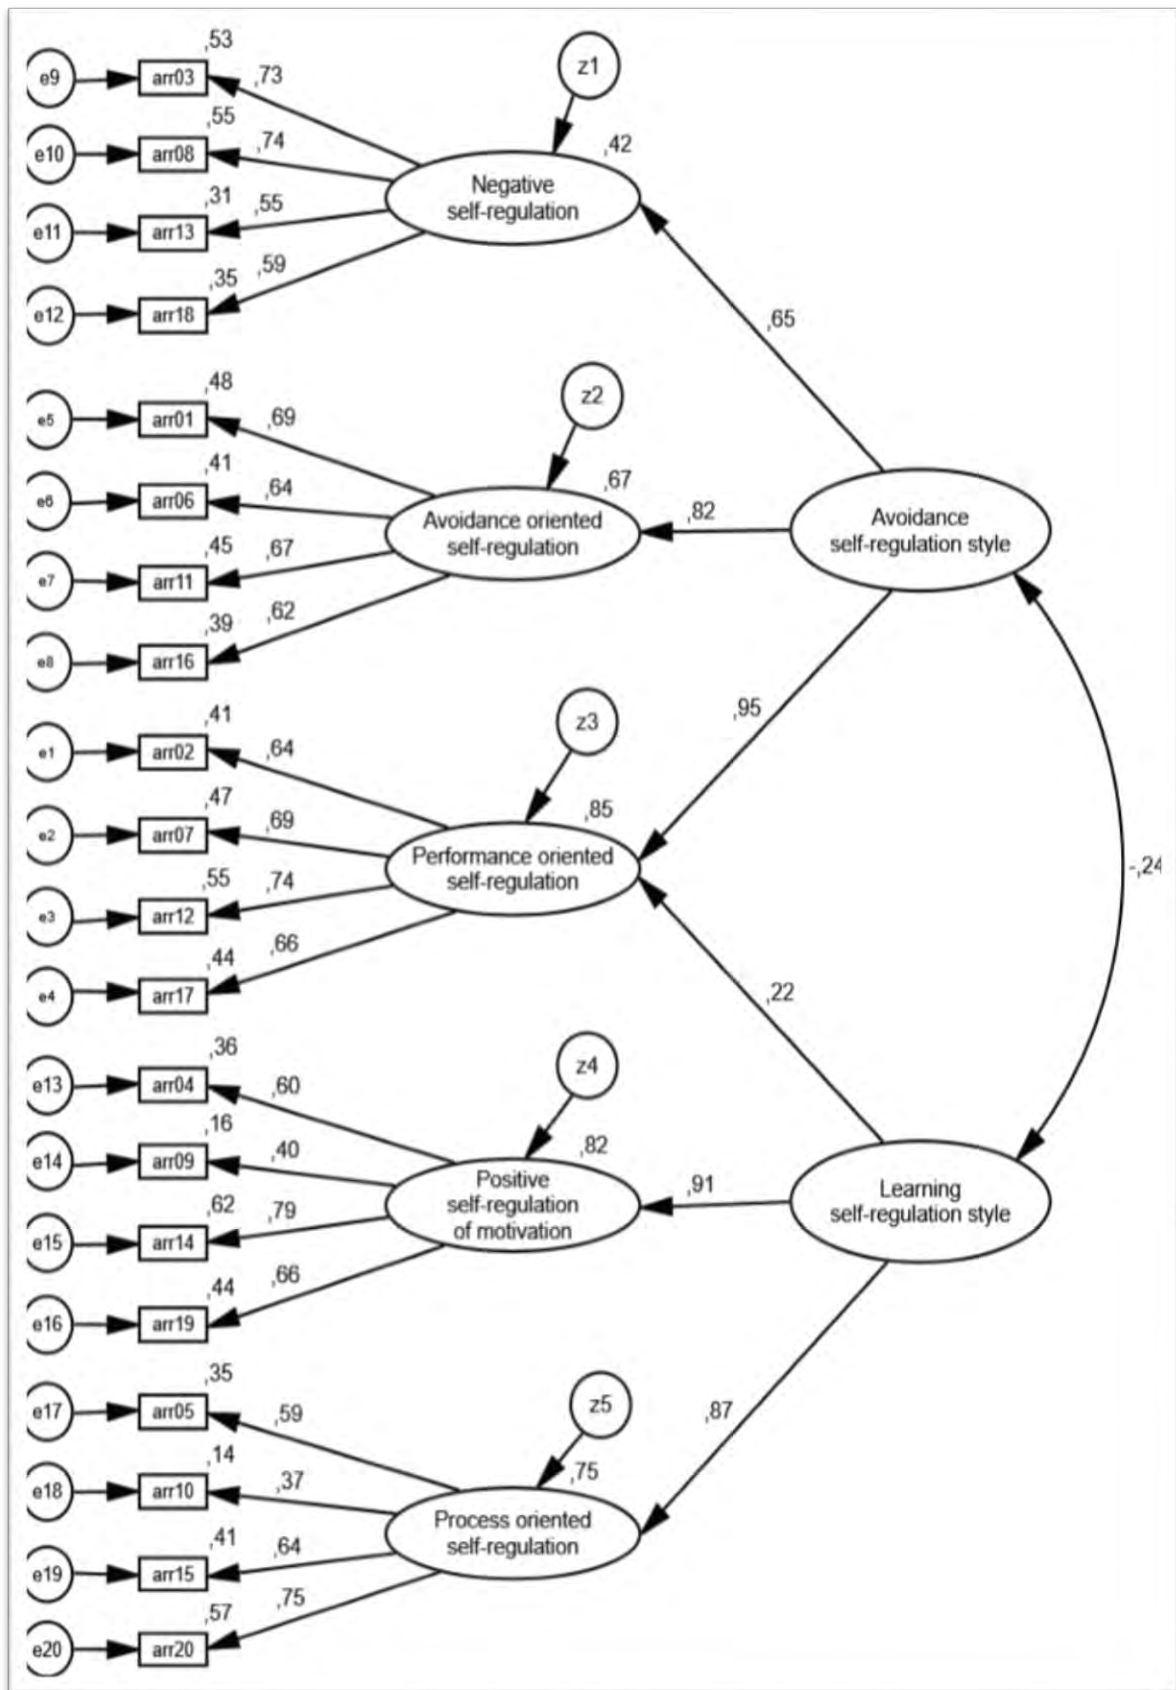 ,53
e9
arr03
,73
z1
,55
e10
arr08
,74
,42
Negative
self-regulation
,31
e11
arr13
,55
,35
e12
arr18
,59
,65
,48
e5
arr01
,69
z2
,41
e6
arr06
,64
,67
Avoidance oriented
self-regulation
,82
Avoidance
self-regulation style
,45
e7
arr11
,67
,39
e8
arr16
,62
,41
e1
arr02
,64
z3
,95
,47
e2
arr07
,69
,85
Performance oriented
self-regulation
-,24
,55
e3
arr12
,74
,44
e4
arr17
,66
,22
,36
e13
arr04
,60
z4
,16
e14
arr09
,40
,82
Positive
self-regulation
of motivation
,91
Learning
self-regulation style
,62
e15
arr14
,79
,44
e16
arr19
,66
,35
e17
arr05
,59
z5
,87
,14
e18
arr10
,37
,75
Process oriented
self-regulation
,41
e19
arr15
,64
,57
e20
arr20
,75